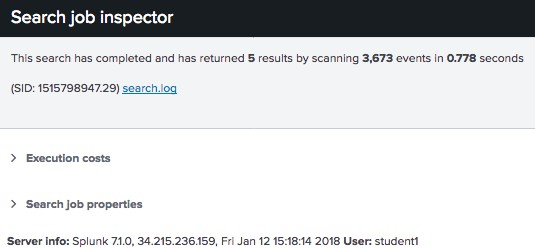 Search job inspector
This search has completed and has returned 5 results by scanning 3,673 events in 0.778 seconds
(SID: 1515798947.29) search.log
Execution costs
Search job properties
Server info: Splunk 7.1.0, 34.215.236.159, Fri Jan 12 15:18:14 2018 User: student1